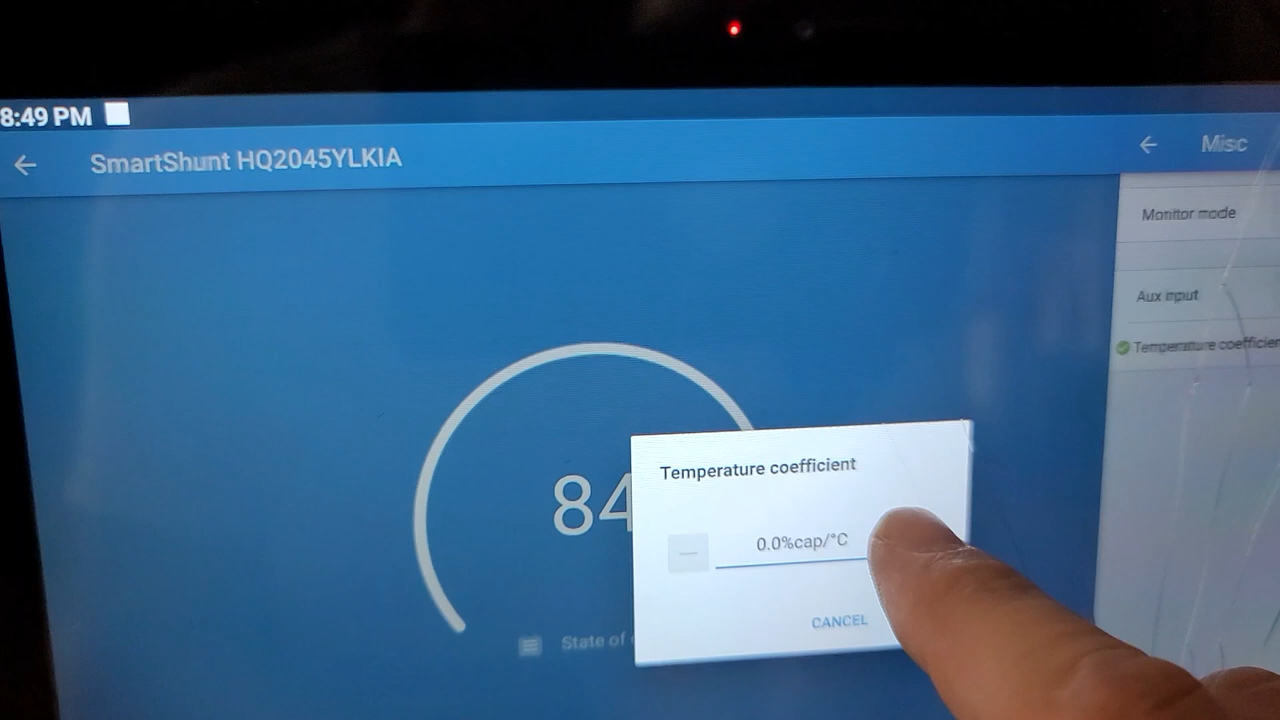 8:49 PM
SmartShunt HQ2045YLKIA
Misc
Monitor mode
Aux input
Temperature coefficien
84
State of
Temperature coefficient
0.0%cap/°C
CANCEL